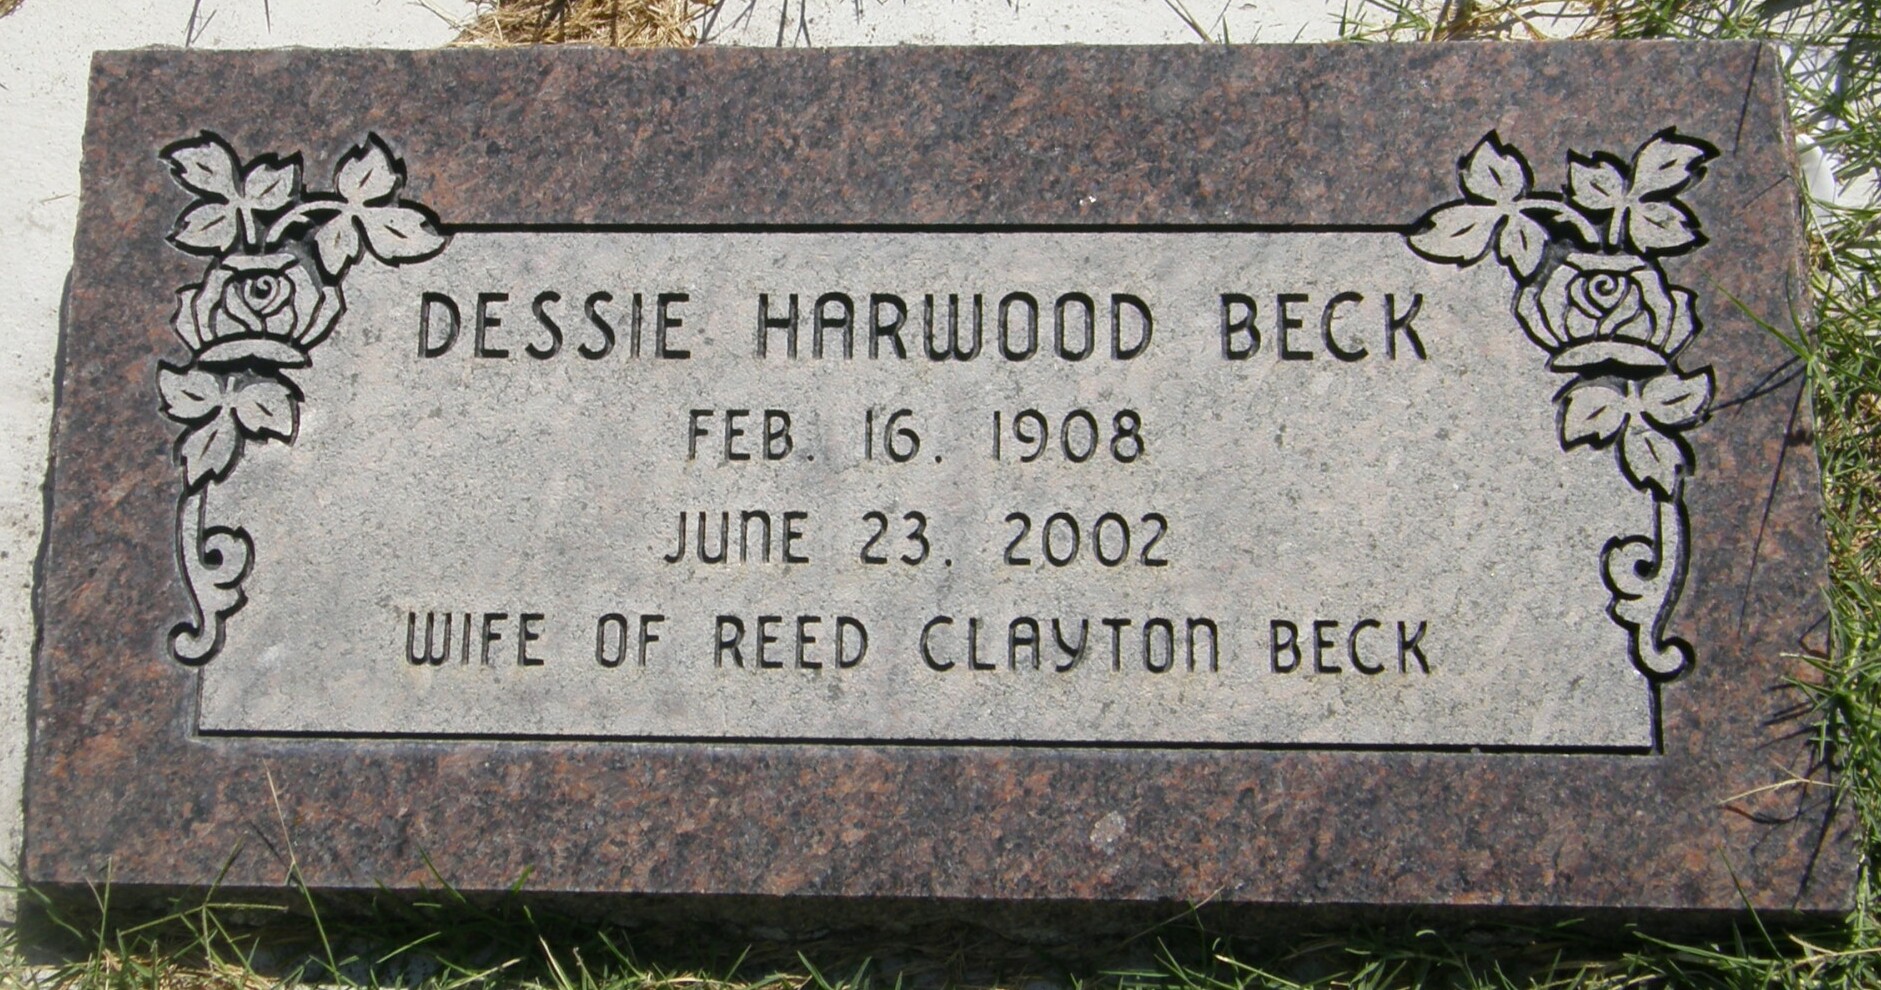 DESSIE HARWOOD BECK
FEB. 16. 1908
JUNE 23. 2002
WIFE OF REED CLAYTON BECK